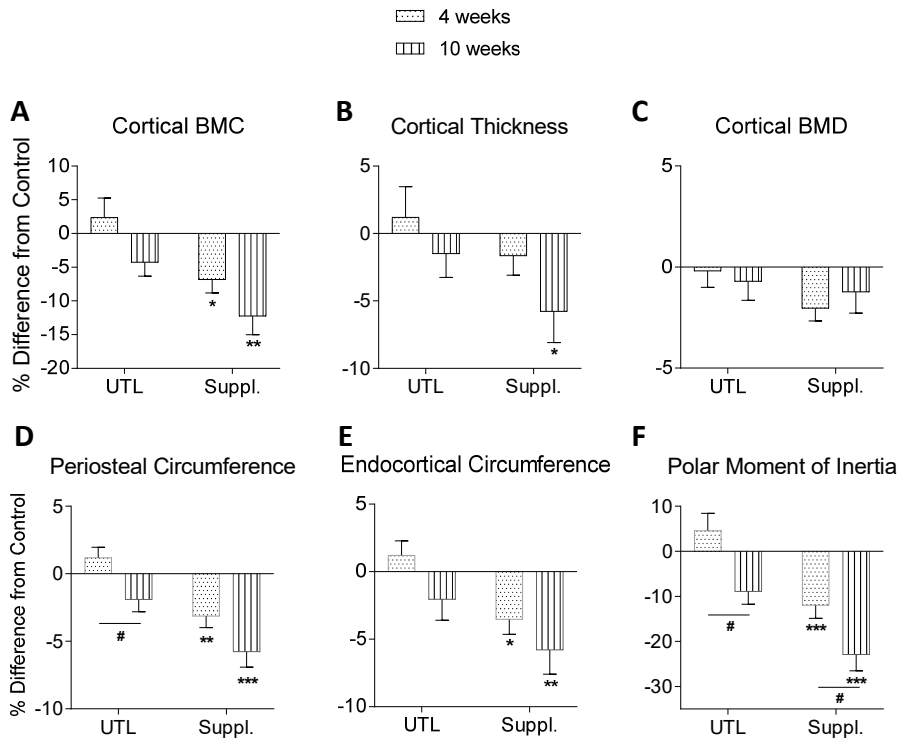 4 weeks
10 weeks
A
Cortical BMC
% Difference from Control
10
5
0
-5
-10
-15
-20
*
**
UTL
Suppl.
B
Cortical Thickness
5
0
-5
-10
*
UTL
Suppl.
C
Cortical BMD
5
0
-5
UTL
Suppl.
D
Periosteal Circumference
% Difference from Control
5
0
-5
-10
#
**
***
UTL
Suppl.
E
Endocortical Circumference
5
0
-5
-10
*
**
UTL
Suppl.
F
Polar Moment of Inertia
10
0
-10
-20
-30
#
***
***
#
UTL
Suppl.